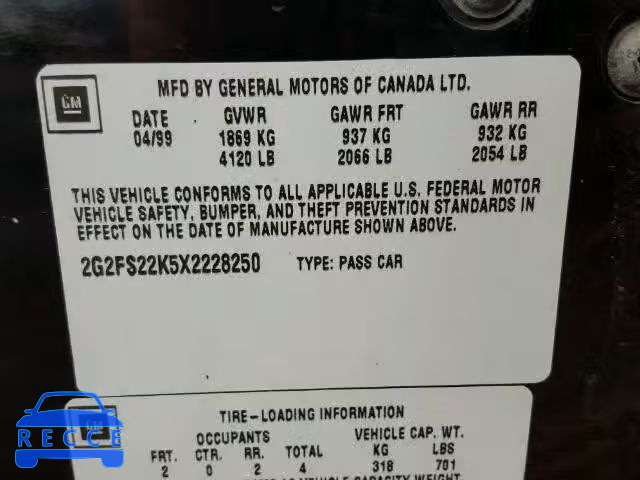 GM
MFD BY GENERAL MOTORS OF CANADA LTD.
DATE GVWR GAWR FRT GAWR RR
04/99 1869 KG 937 KG 932 KG
4120 LB 2066 LB 2054 LB
THIS VEHICLE CONFORMS TO ALL APPLICABLE U.S. FEDERAL MOTOR
VEHICLE SAFETY, BUMPER, AND THEFT PREVENTION STANDARDS IN
EFFECT ON THE DATE OF MANUFACTURE SHOWN ABOVE.
2G2FS22K5X2228250 TYPE: PASS CAR
GM
TIRE-LOADING INFORMATION
OCCUPANTS VEHICLE CAP. WT.
FRT. CTR. RR. TOTAL KG LBS
2 0 2 4 318 701
VEHICLE CAPACITY WEIGHT
RECCE